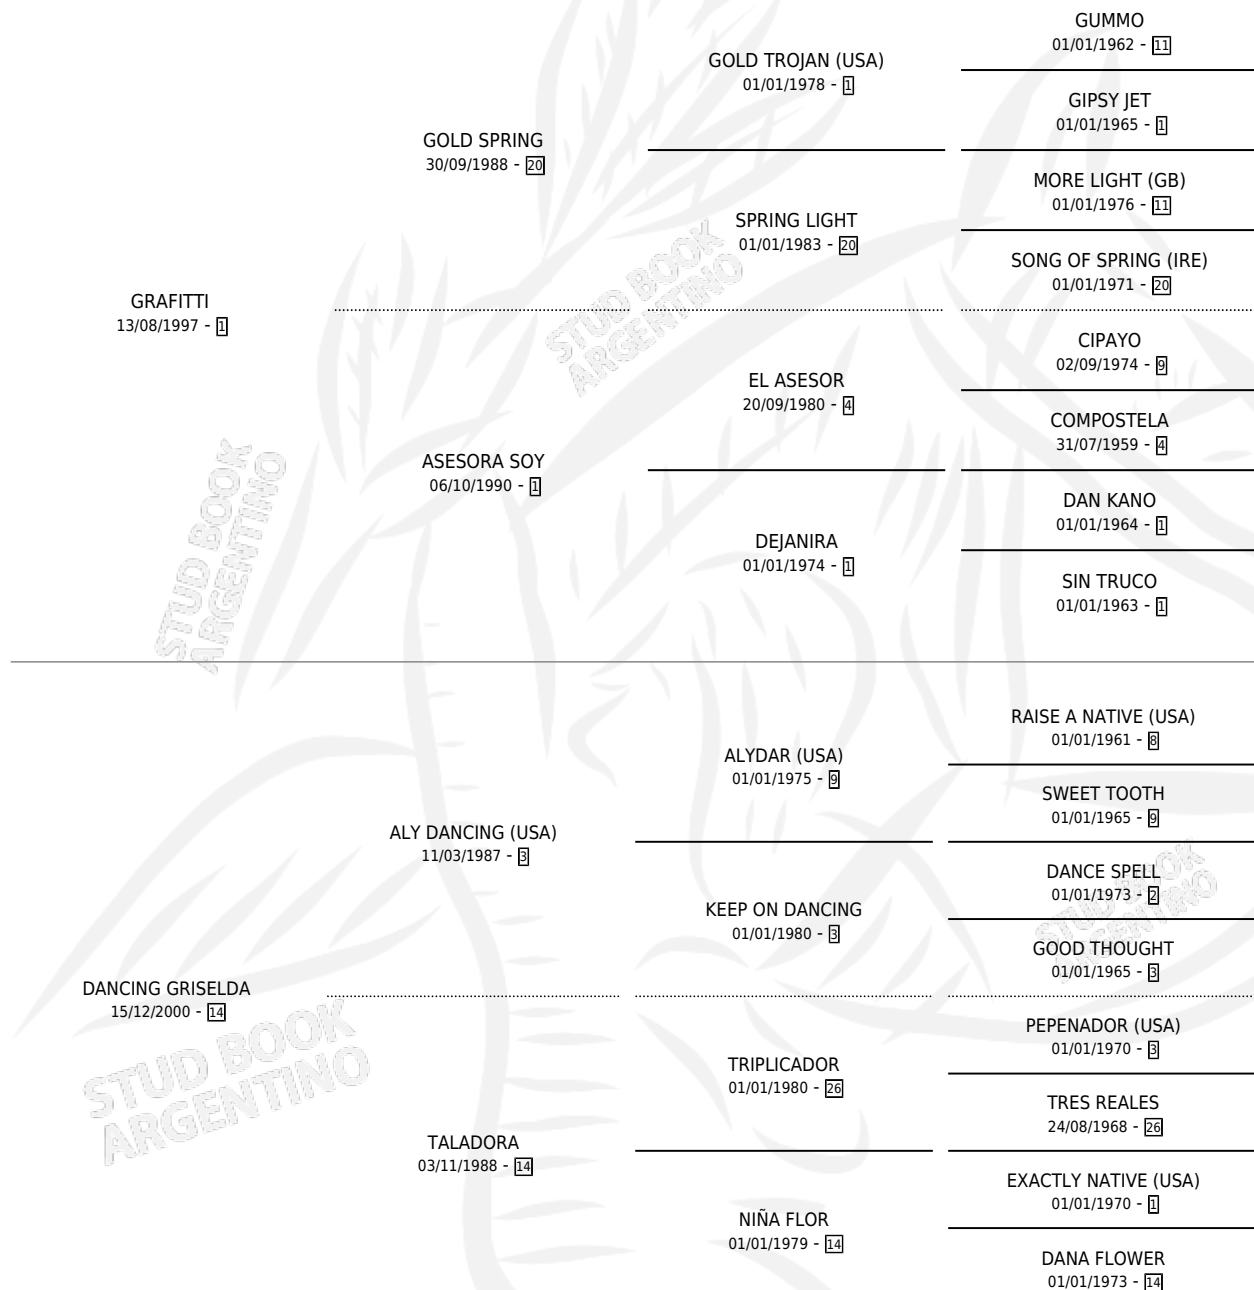 GUMMO
01/01/1962 - 11
GOLD TROJAN (USA)
01/01/1978 - 1
GIPSY JET
01/01/1965 - 1
GOLD SPRING
30/09/1988 - 20
MORE LIGHT (GB)
01/01/1976 - 11
SPRING LIGHT
01/01/1983 - 20
SONG OF SPRING (IRE)
01/01/1971 - 20
GRAFITTI
13/08/1997 - 1
CIPAYO
02/09/1974 - 9
EL ASESOR
20/09/1980 - 4
COMPOSTELA
31/07/1959 - 4
ASESORA SOY
06/10/1990 - 1
DAN KANO
01/01/1964 - 1
DEJANIRA
01/01/1974 - 1
SIN TRUCO
01/01/1963 - 1
STUD BOOK
ARGENTINO
STUD BOOK
ARGENTINO
RAISE A NATIVE (USA)
01/01/1961 - 8
ALYDAR (USA)
01/01/1975 - 9
SWEET TOOTH
01/01/1965 - 9
ALY DANCING (USA)
11/03/1987 - 3
DANCE SPELL
01/01/1973 - 2
KEEP ON DANCING
01/01/1980 - 3
GOOD THOUGHT
01/01/1965 - 3
DANCING GRISELDA
15/12/2000 - 14
PEPENADOR (USA)
01/01/1970 - 3
TRIPLICADOR
01/01/1980 - 26
TRES REALES
24/08/1968 - 26
TALADORA
03/11/1988 - 14
EXACTLY NATIVE (USA)
01/01/1970 - 1
NIÑA FLOR
01/01/1979 - 14
DANA FLOWER
01/01/1973 - 14
STUD BOOK
ARGENTINO
STUD BOOK
ARGENTINO